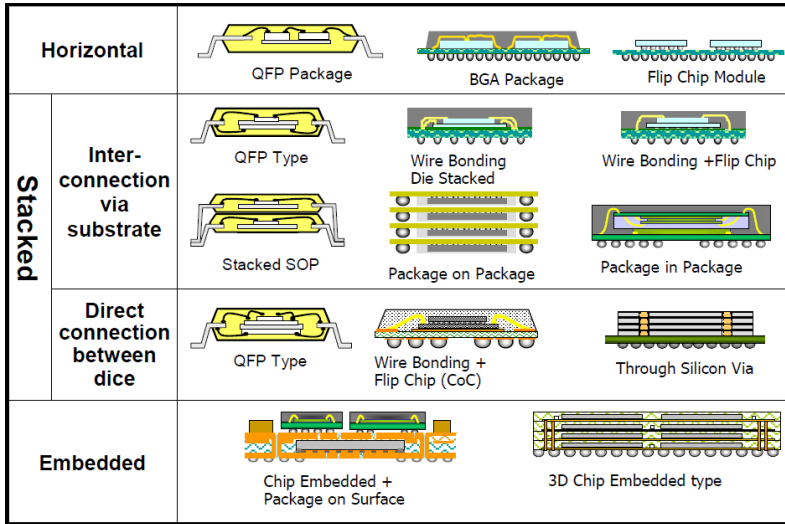 Horizontal
QFP Package
BGA Package
Flip Chip Module
Stacked
Inter-
connection
via
substrate
QFP Type
Wire Bonding
Die Stacked
Wire Bonding +Flip Chip
Stacked SOP
Package on Package
Package in Package
Direct
connection
between
dice
QFP Type
Wire Bonding +
Flip Chip (CoC)
Through Silicon Via
Embedded
Chip Embedded +
Package on Surface
3D Chip Embedded type